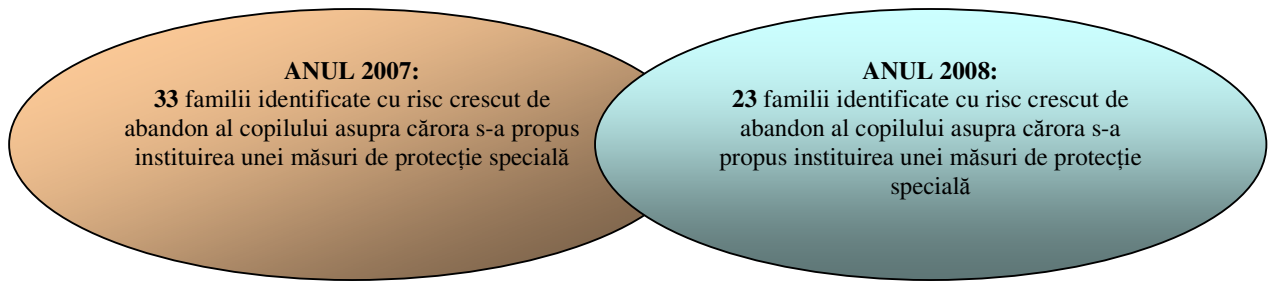 ANUL 2007:
33 familii identificate cu risc crescut de
abandon al copilului asupra cărora s-a propus
instituirea unei măsuri de protecție specială
ANUL 2008:
23 familii identificate cu risc crescut de
abandon al copilului asupra cărora s-a
propus instituirea unei măsuri de protecție
specială